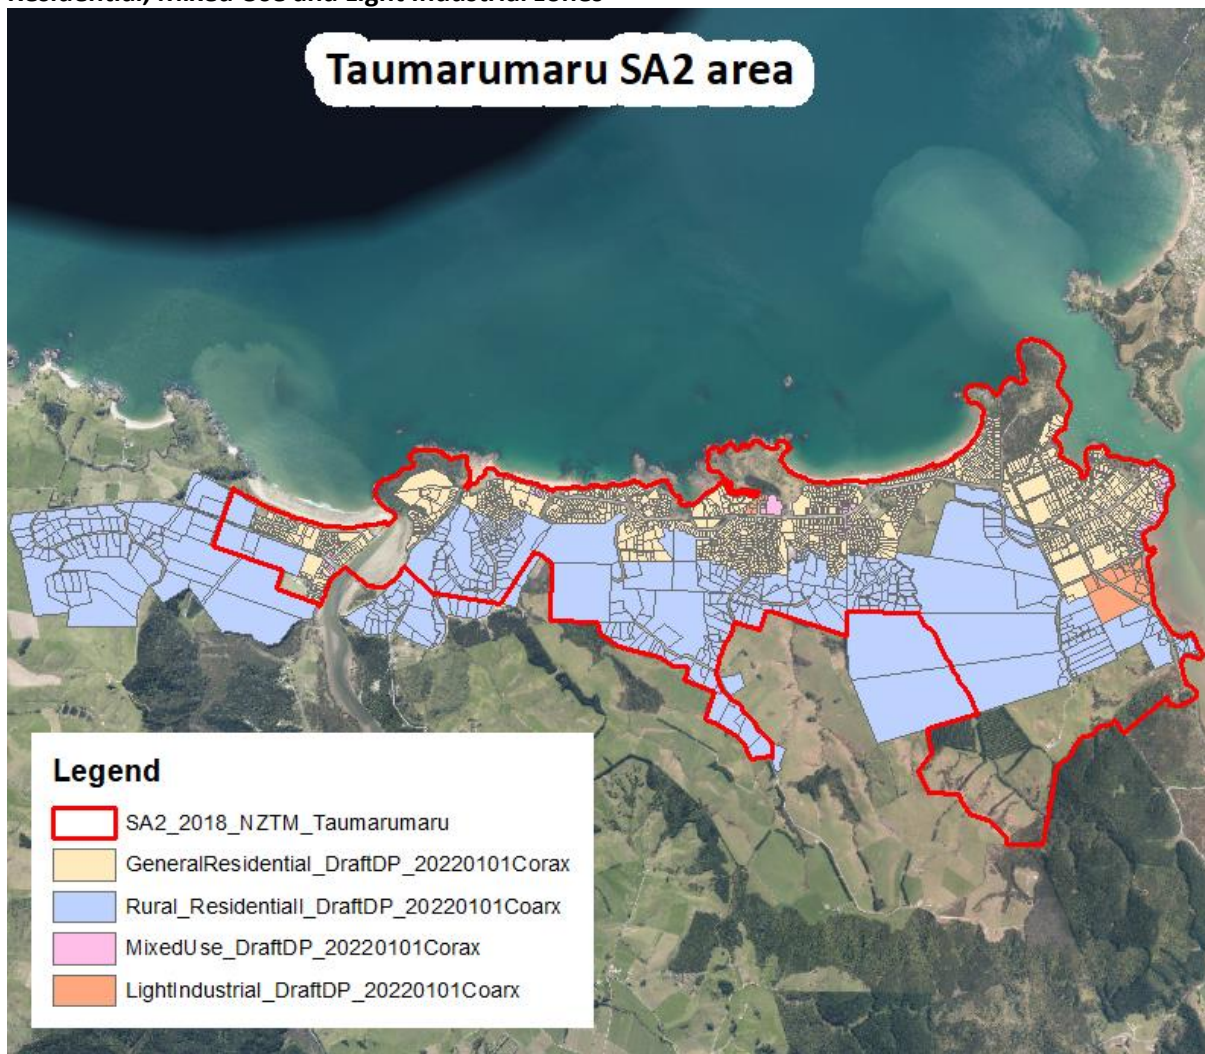 Residential, Mixed Use and Light Industrial zones
Taumarumaru SA2 area
Legend
SA2_2018_NZTM_Taumarumaru
GeneralResidential_DraftDP_20220101Corax
Rural_Residentiall_DraftDP_20220101Coarx
MixedUse_DraftDP_20220101Corax
LightIndustrial_DraftDP_20220101Coarx